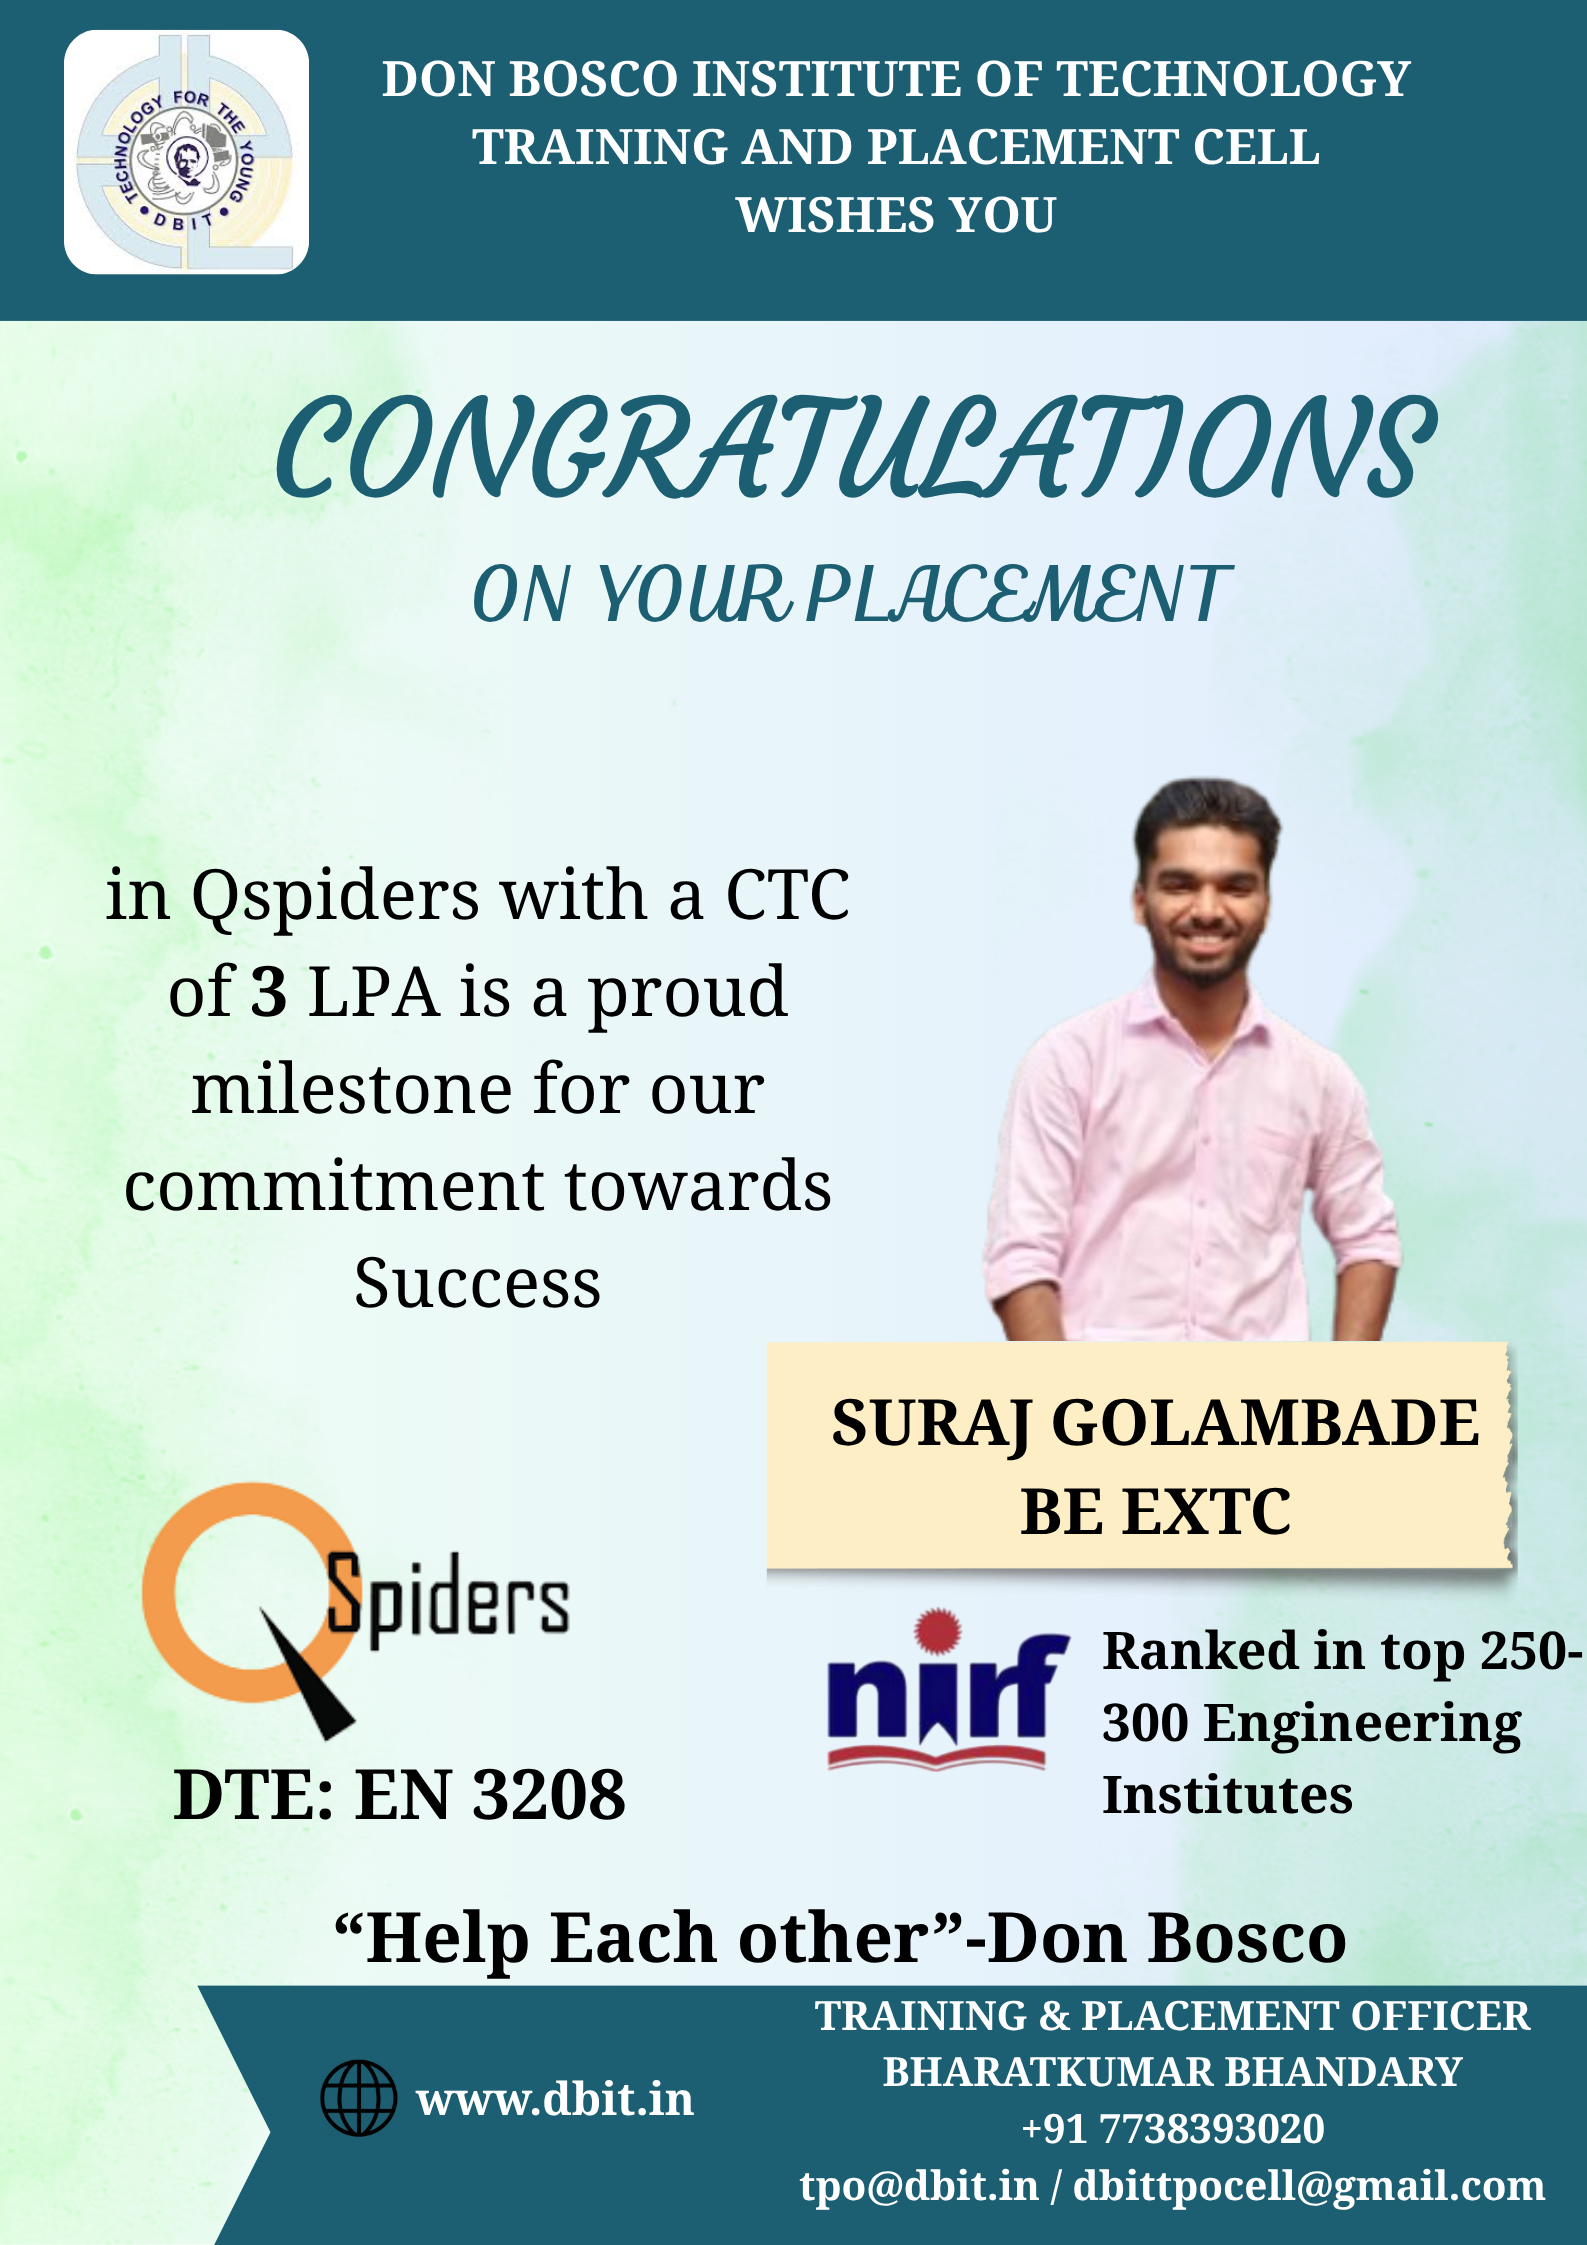 TECHNOLOGY FOR THE YOUNG
DBIT
DON BOSCO INSTITUTE OF TECHNOLOGY
TRAINING AND PLACEMENT CELL
WISHES YOU
CONGRATULATIONS
ON YOUR PLACEMENT
in Qspiders with a CTC
of 3 LPA is a proud
milestone for our
commitment towards
Success
SURAJ GOLAMBADE
BE EXTC
QSpiders
DTE: EN 3208
nirf
Ranked in top 250-
300 Engineering
Institutes
“Help Each other”-Don Bosco
www.dbit.in
TRAINING & PLACEMENT OFFICER
BHARATKUMAR BHANDARY
+91 7738393020
tpo@dbit.in / dbittpocell@gmail.com